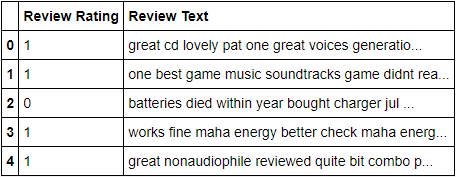 Review Rating Review Text
0 1 great cd lovely pat one great voices generatio...
1 1 one best game music soundtracks game didnt rea...
2 0 batteries died within year bought charger jul ...
3 1 works fine maha energy better check maha energ...
4 1 great nonaudiophile reviewed quite bit combo p...